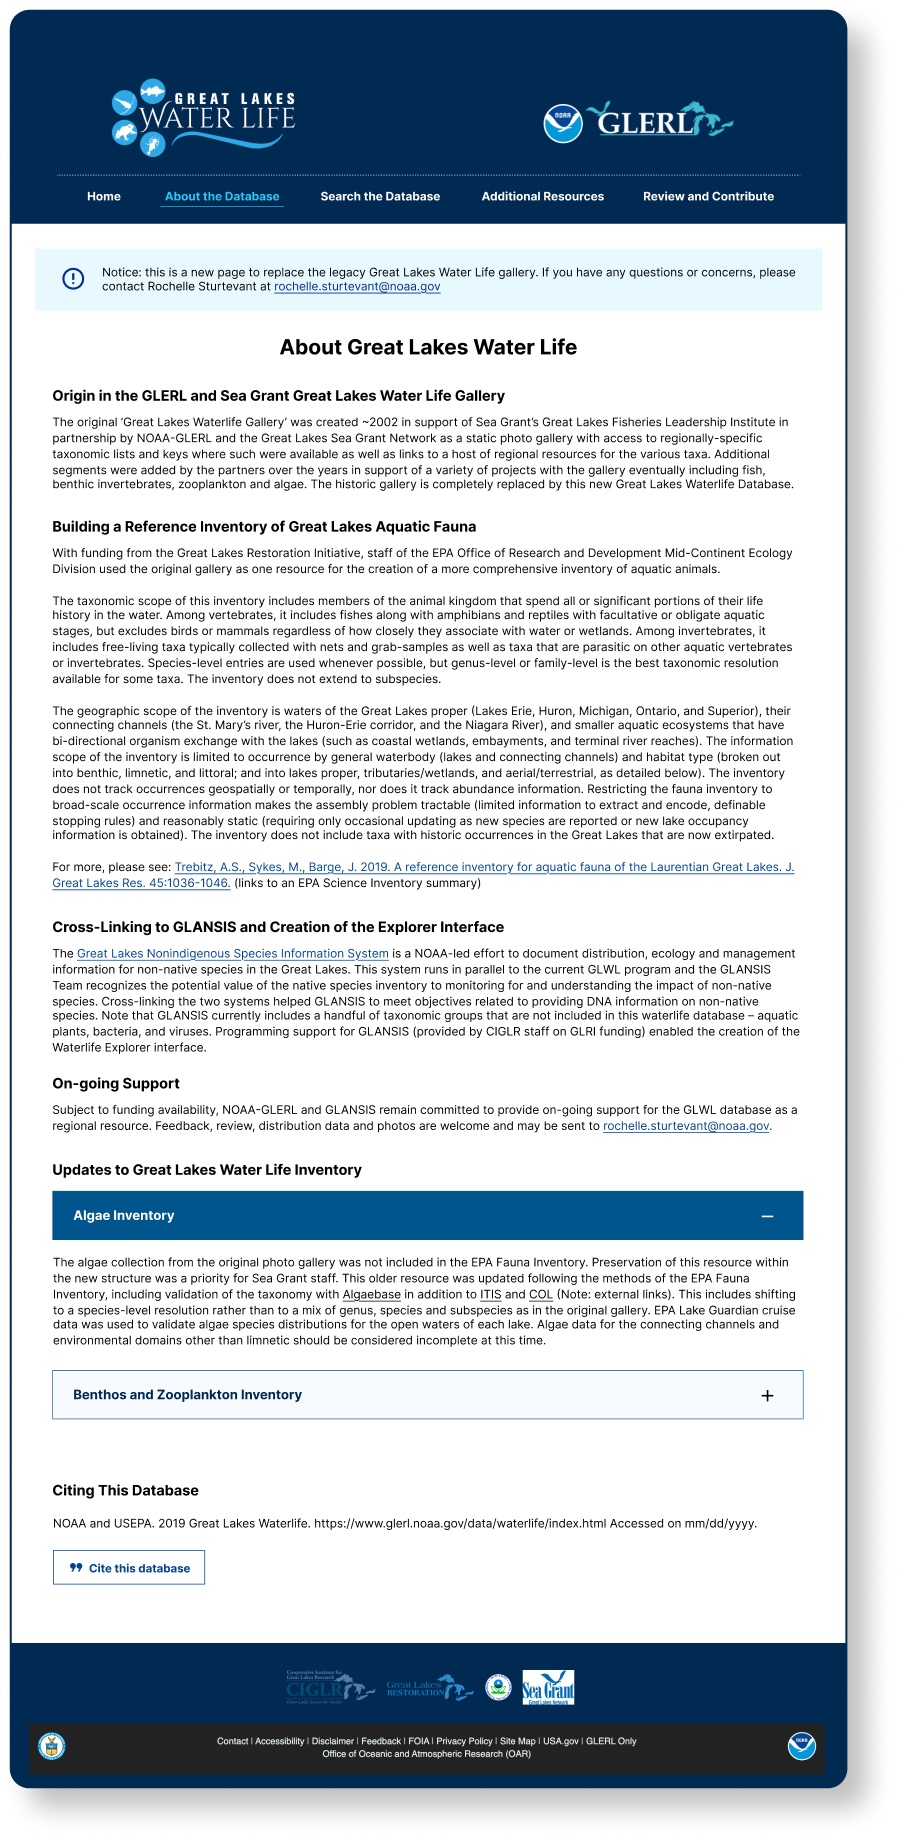 GREAT LAKES
WATER LIFE
NOAA
GLERL
Home
About the Database
Search the Database
Additional Resources
Review and Contribute
Notice: this is a new page to replace the legacy Great Lakes Water Life gallery. If you have any questions or concerns, please
contact Rochelle Sturtevant at rochelle.sturtevant@noaa.gov
About Great Lakes Water Life
Origin in the GLERL and Sea Grant Great Lakes Water Life Gallery
The original ‘Great Lakes Waterlife Gallery’ was created ~2002 in support of Sea Grant’s Great Lakes Fisheries Leadership Institute in
partnership by NOAA-GLERL and the Great Lakes Sea Grant Network as a static photo gallery with access to regionally-specific
taxonomic lists and keys where such were available as well as links to a host of regional resources for the various taxa. Additional
segments were added by the partners over the years in support of a variety of projects with the gallery eventually including fish,
benthic invertebrates, zooplankton and algae. The historic gallery is completely replaced by this new Great Lakes Waterlife Database.
Building a Reference Inventory of Great Lakes Aquatic Fauna
With funding from the Great Lakes Restoration Initiative, staff of the EPA Office of Research and Development Mid-Continent Ecology
Division used the original gallery as one resource for the creation of a more comprehensive inventory of aquatic animals.
The taxonomic scope of this inventory includes members of the animal kingdom that spend all or significant portions of their life
history in the water. Among vertebrates, it includes fishes along with amphibians and reptiles with facultative or obligate aquatic
stages, but excludes birds or mammals regardless of how closely they associate with water or wetlands. Among invertebrates, it
includes free-living taxa typically collected with nets and grab-samples as well as taxa that are parasitic on other aquatic vertebrates
or invertebrates. Species-level entries are used whenever possible, but genus-level or family-level is the best taxonomic resolution
available for some taxa. The inventory does not extend to subspecies.
The geographic scope of the inventory is waters of the Great Lakes proper (Lakes Erie, Huron, Michigan, Ontario, and Superior), their
connecting channels (the St. Mary’s river, the Huron-Erie corridor, and the Niagara River), and smaller aquatic ecosystems that have
bi-directional organism exchange with the lakes (such as coastal wetlands, embayments, and terminal river reaches). The information
scope of the inventory is limited to occurrence by general waterbody (lakes and connecting channels) and habitat type (broken out
into benthic, limnetic, and littoral; and into lakes proper, tributaries/wetlands, and aerial/terrestrial, as detailed below). The inventory
does not track occurrences geospatially or temporally, nor does it track abundance information. Restricting the fauna inventory to
broad-scale occurrence information makes the assembly problem tractable (limited information to extract and encode, definable
stopping rules) and reasonably static (requiring only occasional updating as new species are reported or new lake occupancy
information is obtained). The inventory does not include taxa with historic occurrences in the Great Lakes that are now extirpated.
For more, please see: Trebitz, A.S., Sykes, M., Barge, J. 2019. A reference inventory for aquatic fauna of the Laurentian Great Lakes. J.
Great Lakes Res. 45:1036-1046. (links to an EPA Science Inventory summary)
Cross-Linking to GLANSIS and Creation of the Explorer Interface
The Great Lakes Nonindigenous Species Information System is a NOAA-led effort to document distribution, ecology and management
information for non-native species in the Great Lakes. This system runs in parallel to the current GLWL program and the GLANSIS
Team recognizes the potential value of the native species inventory to monitoring for and understanding the impact of non-native
species. Cross-linking the two systems helped GLANSIS to meet objectives related to providing DNA information on non-native
species. Note that GLANSIS currently includes a handful of taxonomic groups that are not included in this waterlife database – aquatic
plants, bacteria, and viruses. Programming support for GLANSIS (provided by CIGLR staff on GLRI funding) enabled the creation of the
Waterlife Explorer interface.
On-going Support
Subject to funding availability, NOAA-GLERL and GLANSIS remain committed to provide on-going support for the GLWL database as a
regional resource. Feedback, review, distribution data and photos are welcome and may be sent to rochelle.sturtevant@noaa.gov.
Updates to Great Lakes Water Life Inventory
Algae Inventory
The algae collection from the original photo gallery was not included in the EPA Fauna Inventory. Preservation of this resource within
the new structure was a priority for Sea Grant staff. This older resource was updated following the methods of the EPA Fauna
Inventory, including validation of the taxonomy with Algaebase in addition to ITIS and COL (Note: external links). This includes shifting
to a species-level resolution rather than to a mix of genus, species and subspecies as in the original gallery. EPA Lake Guardian cruise
data was used to validate algae species distributions for the open waters of each lake. Algae data for the connecting channels and
environmental domains other than limnetic should be considered incomplete at this time.
Benthos and Zooplankton Inventory
Citing This Database
NOAA and USEPA. 2019 Great Lakes Waterlife. https://www.glerl.noaa.gov/data/waterlife/index.html Accessed on mm/dd/yyyy.
Cite this database
Cooperative Institute for
Great Lakes Research
CIGLR
Great Lakes
RESTORATION
Sea Grant
Great Lakes Network
Contact | Accessibility | Disclaimer | Feedback | FOIA | Privacy Policy | Site Map | USA.gov | GLERL Only
Office of Oceanic and Atmospheric Research (OAR)
NOAA